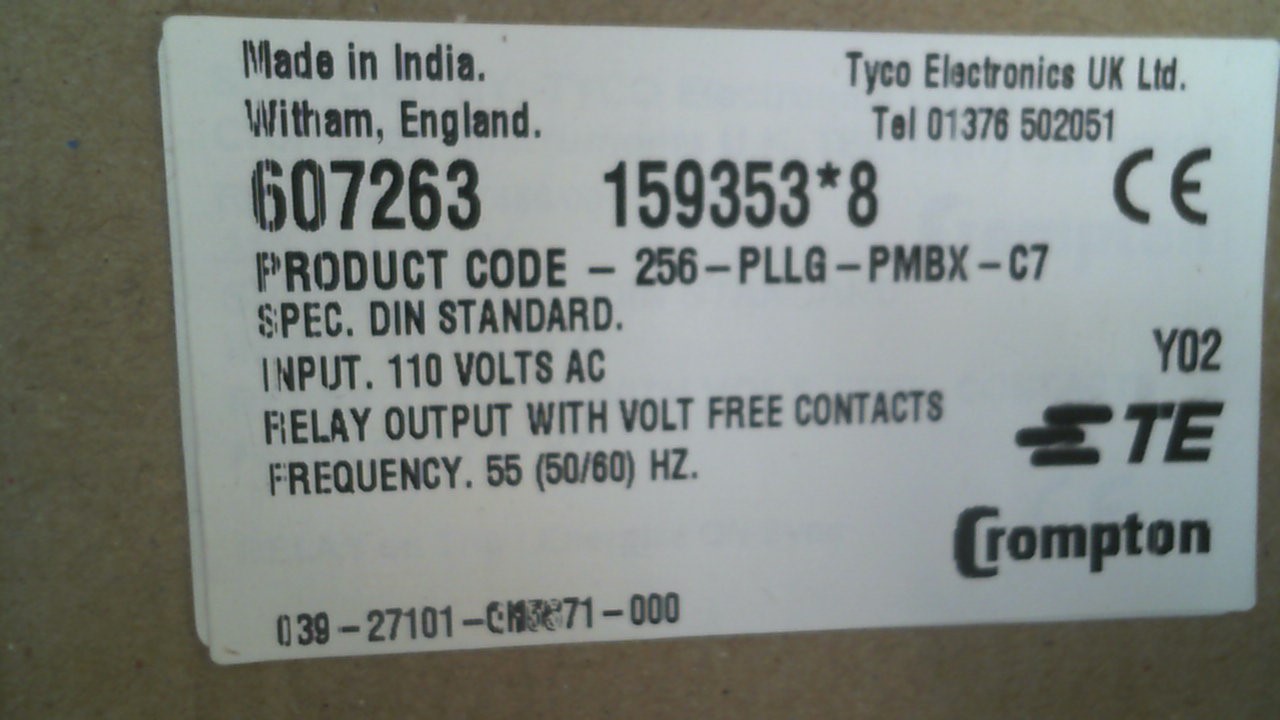 Made in India. Tyco Electronics UK Ltd.
Witham, England. Tel 01376 502051
607263 159353*8 CE
PRODUCT CODE - 256-PLLG-PMBX-C7
SPEC. DIN STANDARD.
INPUT. 110 VOLTS AC
Y02
RELAY OUTPUT WITH VOLT FREE CONTACTS
TE
FREQUENCY. 55 (50/60) HZ.
Crompton